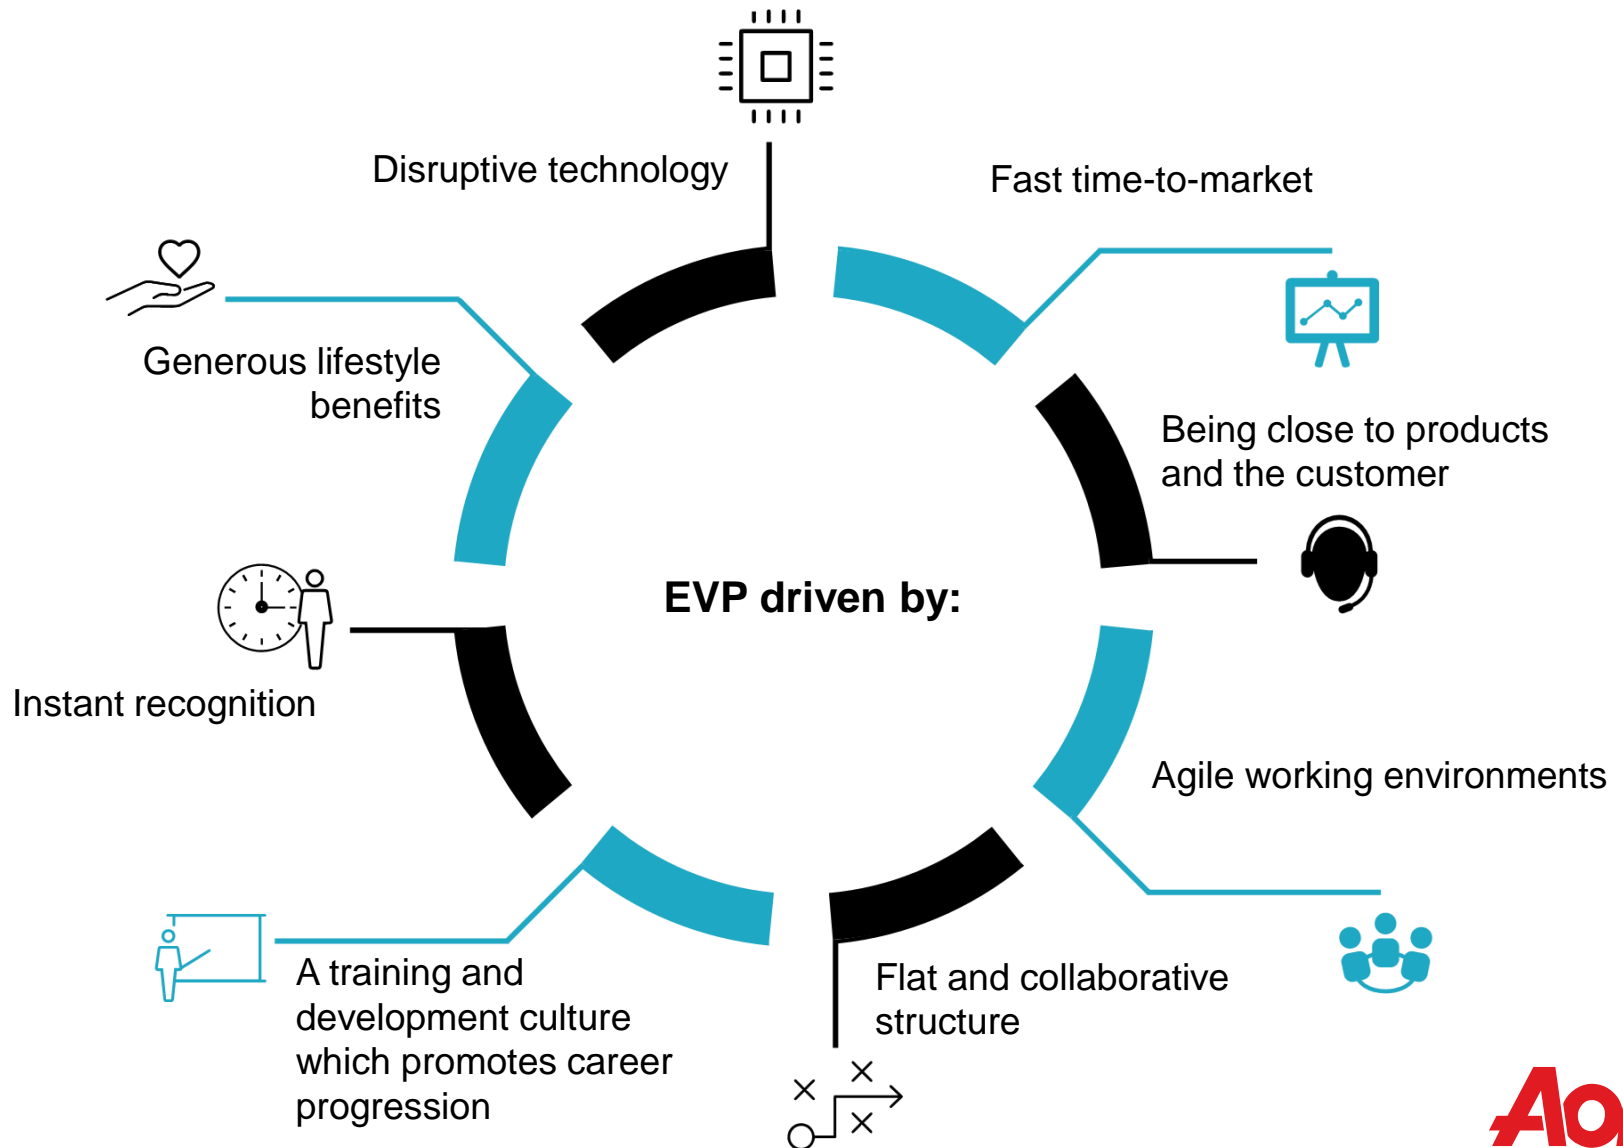 Disruptive technology
Fast time-to-market
Generous lifestyle
benefits
Being close to products
and the customer
EVP driven by:
Instant recognition
Agile working environments
A training and
development culture
which promotes career
progression
Flat and collaborative
structure